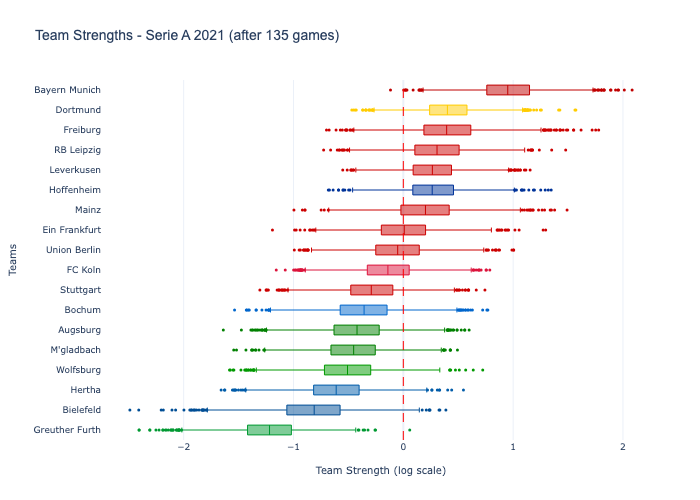 Team Strengths - Serie A 2021 (after 135 games)
Bayern Munich
Dortmund
Freiburg
RB Leipzig
Leverkusen
Hoffenheim
Mainz
Ein Frankfurt
Union Berlin
FC Koln
Stuttgart
Bochum
Augsburg
M'gladbach
Wolfsburg
Hertha
Bielefeld
Greuther Furth
Teams
−2 −1 0 1 2
Team Strength (log scale)